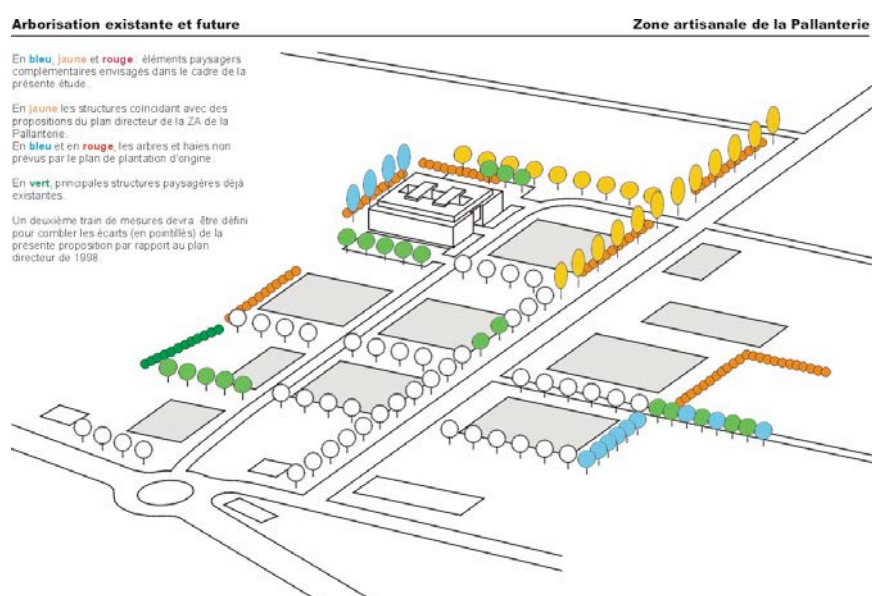 Arborisation existante et future
Zone artisanale de la Pallanterie
En bleu, jaune et rouge : éléments paysagers
complémentaires envisagés dans le cadre de la
présente étude.
En jaune les structures coïncidant avec des
propositions du plan directeur de la ZA de la
Pallanterie.
En bleu et en rouge, les arbres et haies non
prévus par le plan de plantation d'origine.
En vert, principales structures paysagères déjà
existantes.
Un deuxième train de mesures devra être défini
pour combler les écarts (en pointillés) de la
présente proposition par rapport au plan
directeur de 1998.